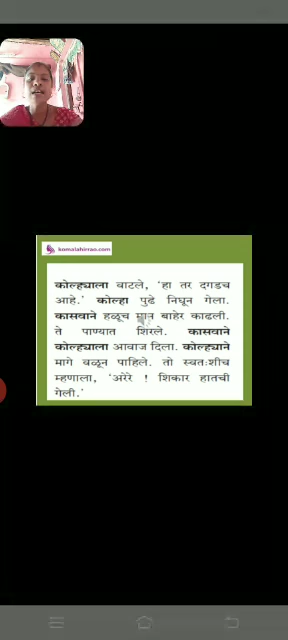 komalahirrao.com
कोल्ह्याला वाटले, 'हा तर दगडच
आहे.' कोल्हा पुढे निघून गेला.
कासवाने हळूच मान बाहेर काढली.
ते पाण्यात शिरले. कासवाने
कोल्ह्याला आवाज दिला. कोल्ह्याने
मागे वळून पाहिले. तो स्वतःशीच
म्हणाला, 'अरेरे ! शिकार हातची
गेली.'